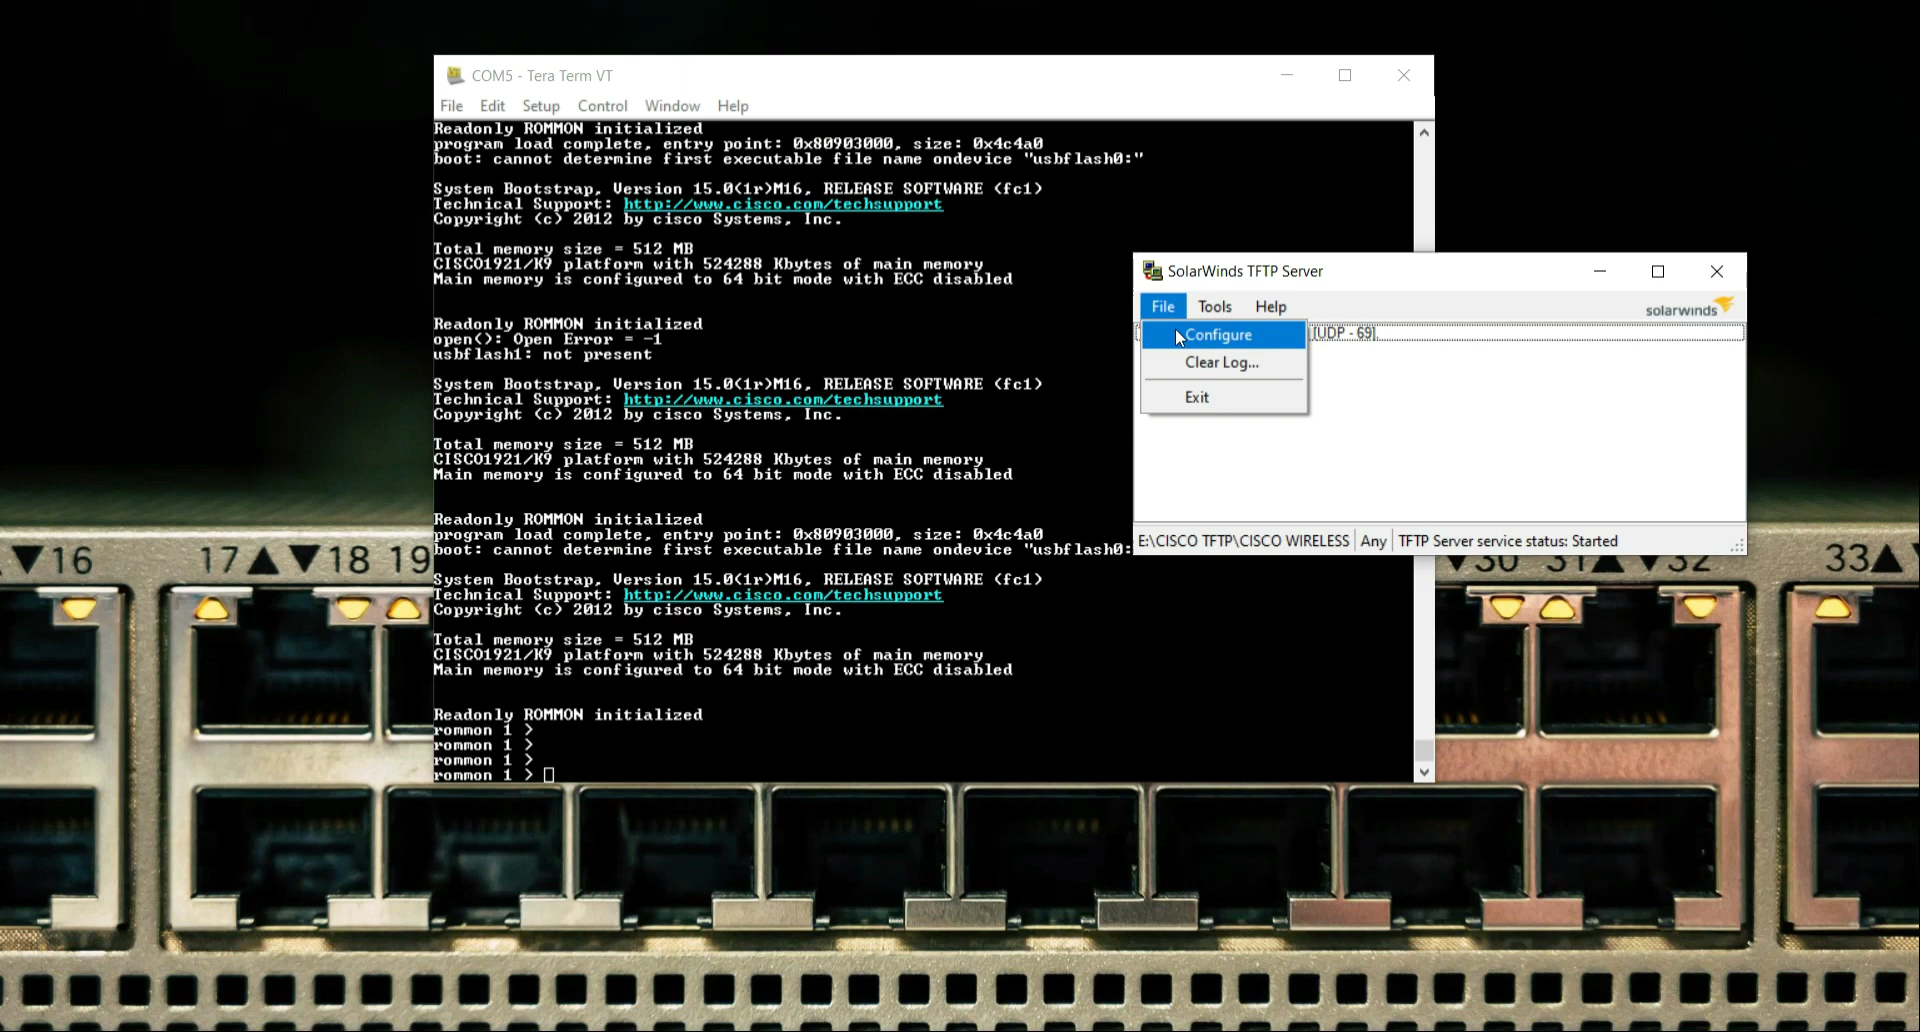 COM5 - Tera Term VT
File Edit Setup Control Window Help
Readonly ROMMON initialized
program load complete, entry point: 0x80903000, size: 0x4c4a0
boot: cannot determine first executable file name ondevice "usbflash0:"
System Bootstrap, Version 15.0(1r)M16, RELEASE SOFTWARE (fc1)
Technical Support: http://www.cisco.com/techsupport
Copyright (c) 2012 by cisco Systems, Inc.
Total memory size = 512 MB
CISCO1921/K9 platform with 524288 Kbytes of main memory
Main memory is configured to 64 bit mode with ECC disabled
Readonly ROMMON initialized
open(): Open Error = -1
usbflash1: not present
System Bootstrap, Version 15.0(1r)M16, RELEASE SOFTWARE (fc1)
Technical Support: http://www.cisco.com/techsupport
Copyright (c) 2012 by cisco Systems, Inc.
Total memory size = 512 MB
CISCO1921/K9 platform with 524288 Kbytes of main memory
Main memory is configured to 64 bit mode with ECC disabled
Readonly ROMMON initialized
program load complete, entry point: 0x80903000, size: 0x4c4a0
boot: cannot determine first executable file name ondevice "usbflash0:
System Bootstrap, Version 15.0(1r)M16, RELEASE SOFTWARE (fc1)
Technical Support: http://www.cisco.com/techsupport
Copyright (c) 2012 by cisco Systems, Inc.
Total memory size = 512 MB
CISCO1921/K9 platform with 524288 Kbytes of main memory
Main memory is configured to 64 bit mode with ECC disabled
Readonly ROMMON initialized
rommon 1 >
rommon 1 >
rommon 1 >
rommon 1 >
SolarWinds TFTP Server
File Tools Help
solarwinds
[UDP - 69].
Configure
Clear Log...
Exit
E:\CISCO TFTP\CISCO WIRELESS Any TFTP Server service status: Started
▼16 17▲▼18 19 ▼30 31▲▼32 33▲